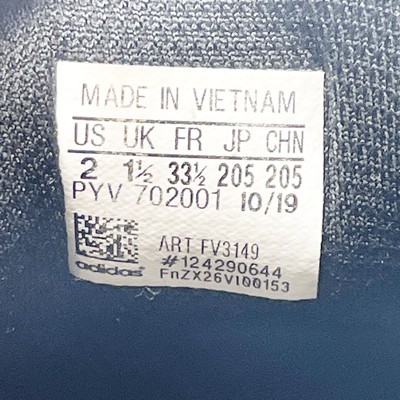 MADE IN VIETNAM
US UK FR JP CHN
2 1½ 33½ 205 205
PYV 702001 10/19
ART FV3149
#124290644
adidas FnZX26VI00153